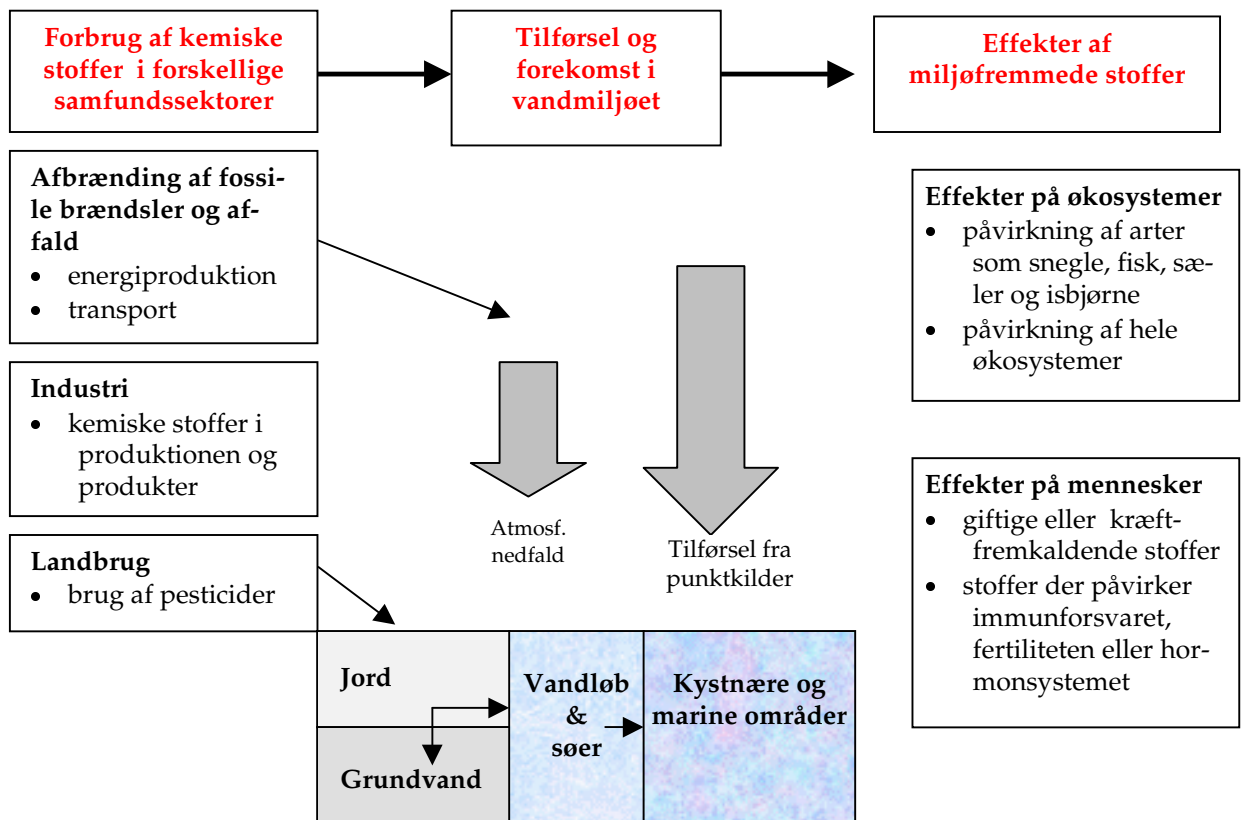 Forbrug af kemiske
stoffer i forskellige
samfundssektorer
Tilførsel og
forekomst i
vandmiljøet
Effekter af
miljøfremmede stoffer
Afbrænding af fossi-
le brændsler og af-
fald
• energiproduktion
• transport
Industri
• kemiske stoffer i
produktionen og
produkter
Landbrug
• brug af pesticider
Atmosf.
nedfald
Tilførsel fra
punktkilder
Jord
Grundvand
Vandløb
&
søer
Kystnære og
marine områder
Effekter på økosystemer
• påvirkning af arter
som snegle, fisk, sæ-
ler og isbjørne
• påvirkning af hele
økosystemer
Effekter på mennesker
• giftige eller kræft-
fremkaldende stoffer
• stoffer der påvirker
immunforsvaret,
fertiliteten eller hor-
monsystemet